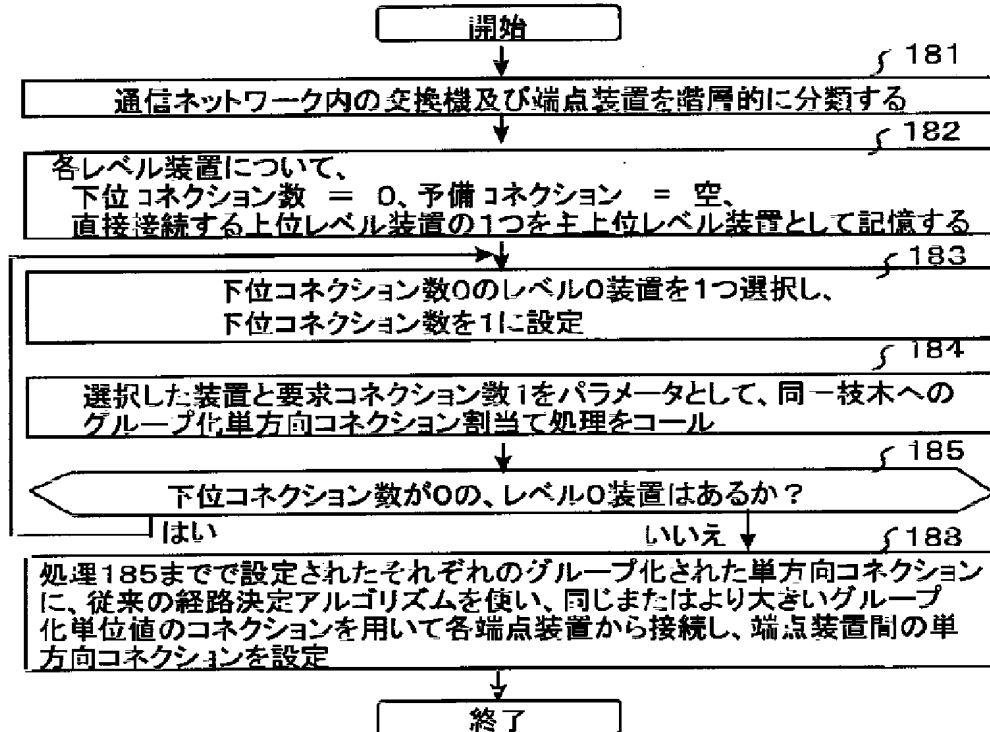 開始
181
通信ネットワーク内の交換機及び端点装置を階層的に分類する
182
各レベル装置について、
下位コネクション数 = 0、予備コネクション = 空、
直接接続する上位レベル装置の1つを主上位レベル装置として記憶する
183
下位コネクション数0のレベル0装置を1つ選択し、
下位コネクション数を1に設定
184
選択した装置と要求コネクション数1をパラメータとして、同一枝木への
グループ化単方向コネクション割当て処理をコール
185
下位コネクション数が0の、レベル0装置はあるか?
はい
いいえ
188
処理185までで設定されたそれぞれのグループ化された単方向コネクション
に、従来の経路決定アルゴリズムを使い、同じまたはより大きいグループ
化単位値のコネクションを用いて各端点装置から接続し、端点装置間の単
方向コネクションを設定
終了